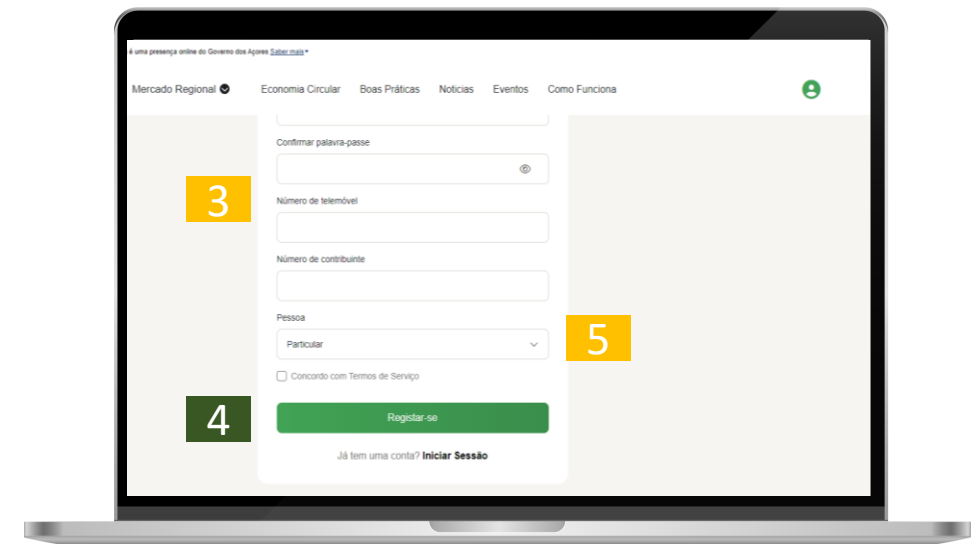 é uma presença online do Governo dos Açores Saber mais
Mercado Regional Economia Circular Boas Práticas Noticias Eventos Como Funciona
Confirmar palavra-passe
3
Número de telemóvel
Número de contribuinte
Pessoa
Particular
5
Concordo com Termos de Serviço
4
Registar-se
Já tem uma conta? Iniciar Sessão